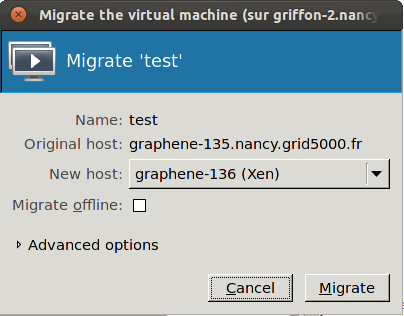 Migrate the virtual machine (sur griffon-2.nancy
Migrate 'test'
Name: test
Original host: graphene-135.nancy.grid5000.fr
New host: graphene-136 (Xen)
Migrate offline:
Advanced options
Cancel Migrate